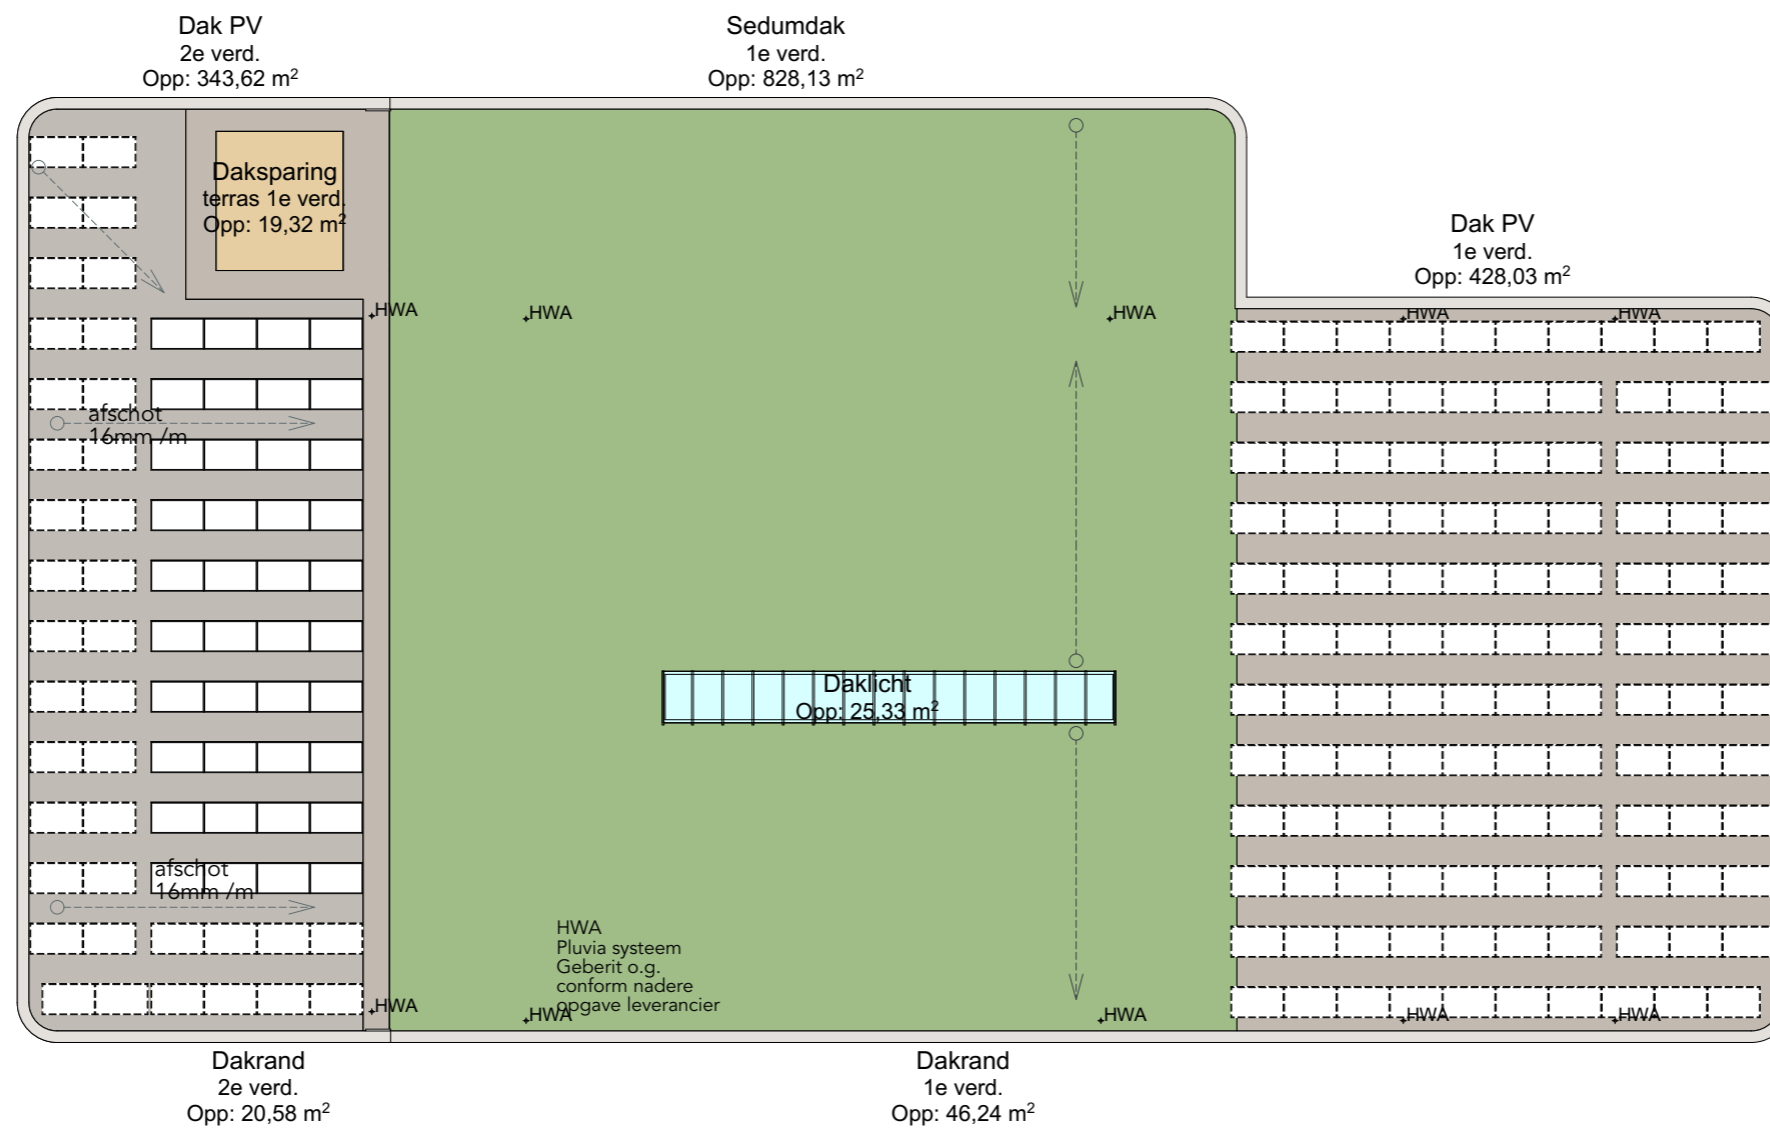 Dak PV
2e verd.
Opp: 343,62 m²
Sedumdak
1e verd.
Opp: 828,13 m²
Daksparing
terras 1e verd.
Opp: 19,32 m²
Dak PV
1e verd.
Opp: 428,03 m²
HWA
HWA
HWA
HWA
HWA
afschot
16mm /m
Daklicht
Opp: 25,33 m²
afschot
16mm /m
HWA
Pluvia systeem
Geberit o.g.
conform nadere
opgave leverancier
HWA
HWA
HWA
HWA
HWA
Dakrand
2e verd.
Opp: 20,58 m²
Dakrand
1e verd.
Opp: 46,24 m²